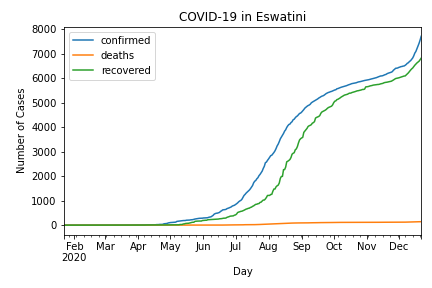 COVID-19 in Eswatini
confirmed
deaths
recovered
Number of Cases
8000
7000
6000
5000
4000
3000
2000
1000
0
Feb Mar Apr May Jun Jul Aug Sep Oct Nov Dec
2020
Day